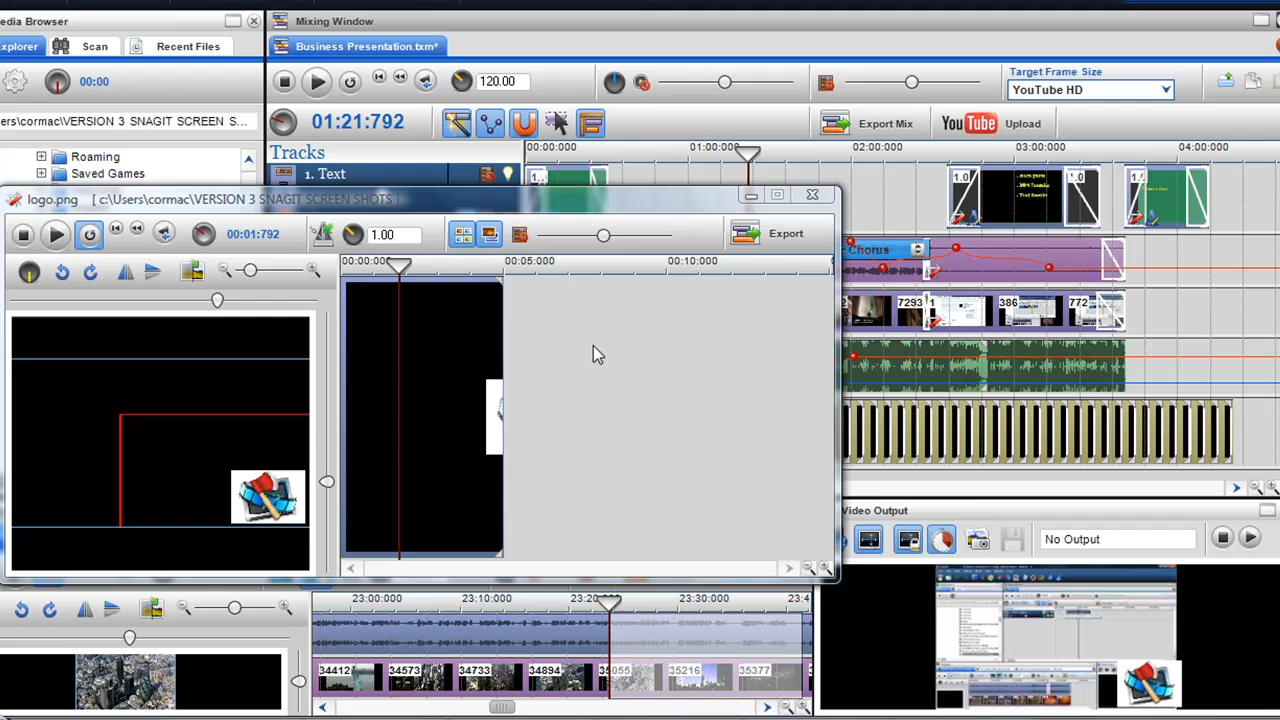 edia Browser
Mixing Window
Explorer Scan Recent Files
Business Presentation.txm*
00:00
120.00
Target Frame Size
YouTube HD
ers\cormac\VERSION 3 SNAGIT SCREEN S...
01:21:792
Export Mix
YouTube Upload
Roaming
Saved Games
Tracks
00:00:000 01:00:000 02:00:000 03:00:000 04:00:000
1. Text
logo.png [ c:\Users\cormac\VERSION 3 SNAGIT SCREEN SHOTS ]
00:01:792
1.00
Export
00:00:000 00:05:000 00:10:000
Chorus
7293 386 772
Video Output
No Output
23:00:000 23:10:000 23:30:000 23:4
34412 34573 34733 34894 35055 35216 35377